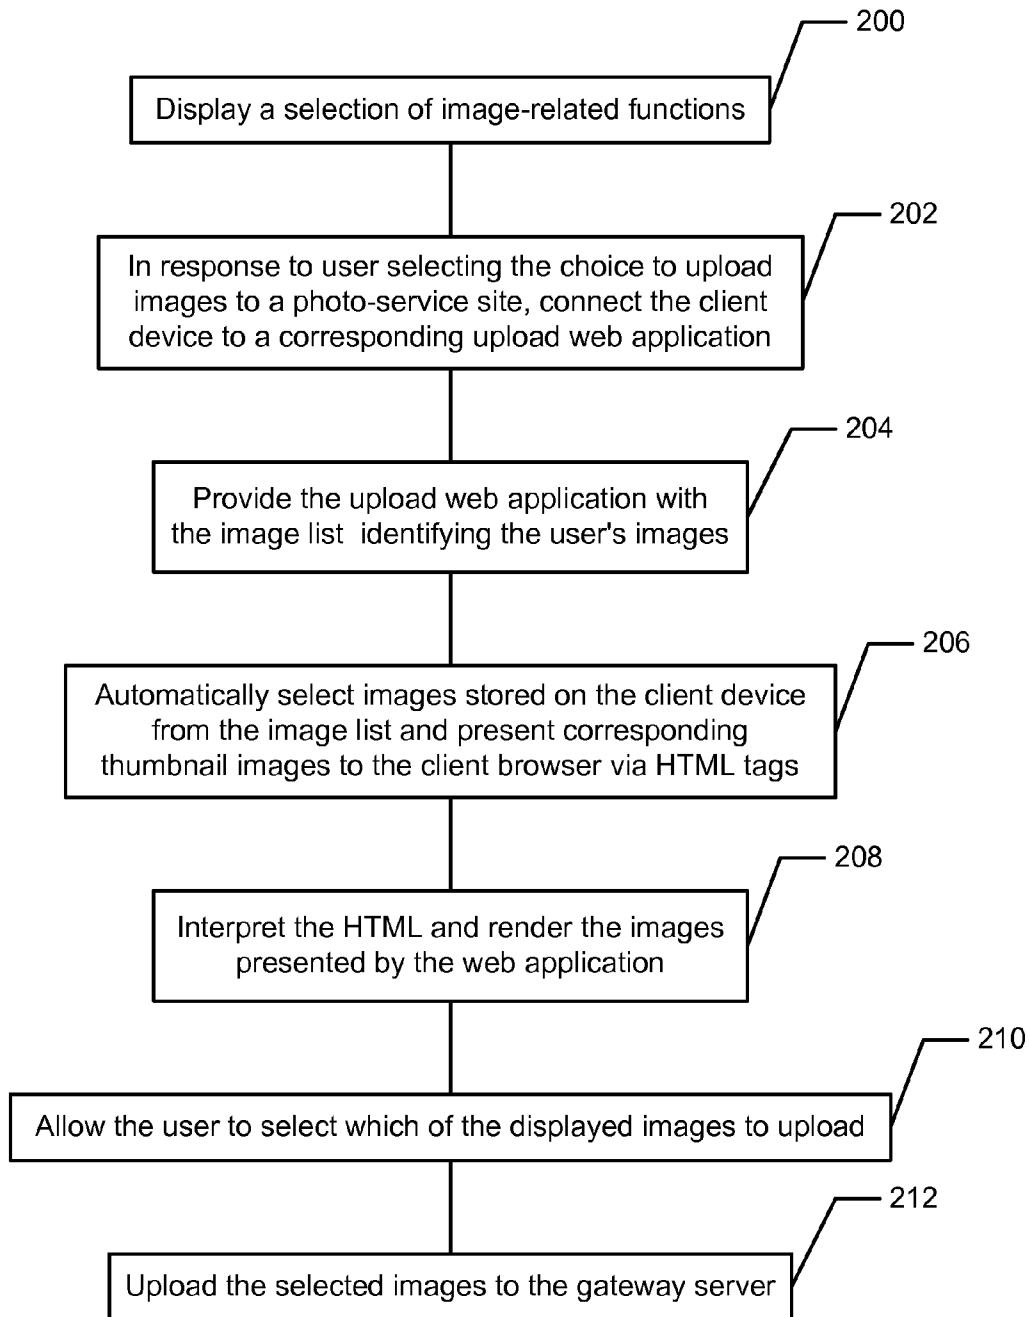 200
Display a selection of image-related functions
202
In response to user selecting the choice to upload
images to a photo-service site, connect the client
device to a corresponding upload web application
204
Provide the upload web application with
the image list identifying the user's images
206
Automatically select images stored on the client device
from the image list and present corresponding
thumbnail images to the client browser via HTML tags
208
Interpret the HTML and render the images
presented by the web application
210
Allow the user to select which of the displayed images to upload
212
Upload the selected images to the gateway server